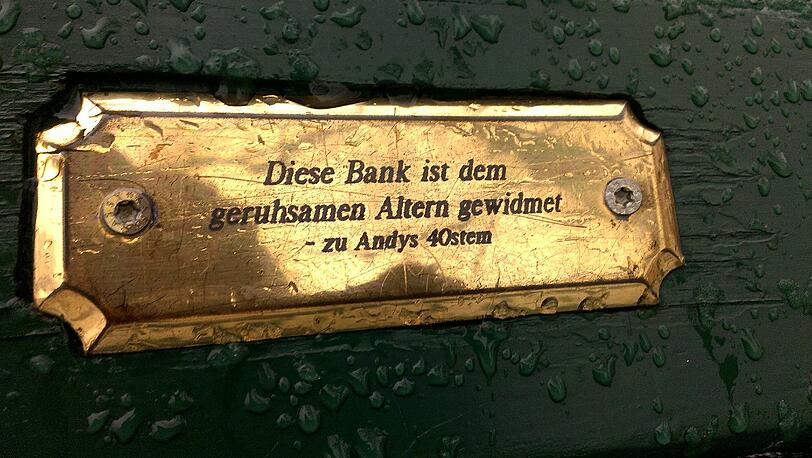 Diese Bank ist dem
geruhsamen Altern gewidmet
- zu Andys 40stem